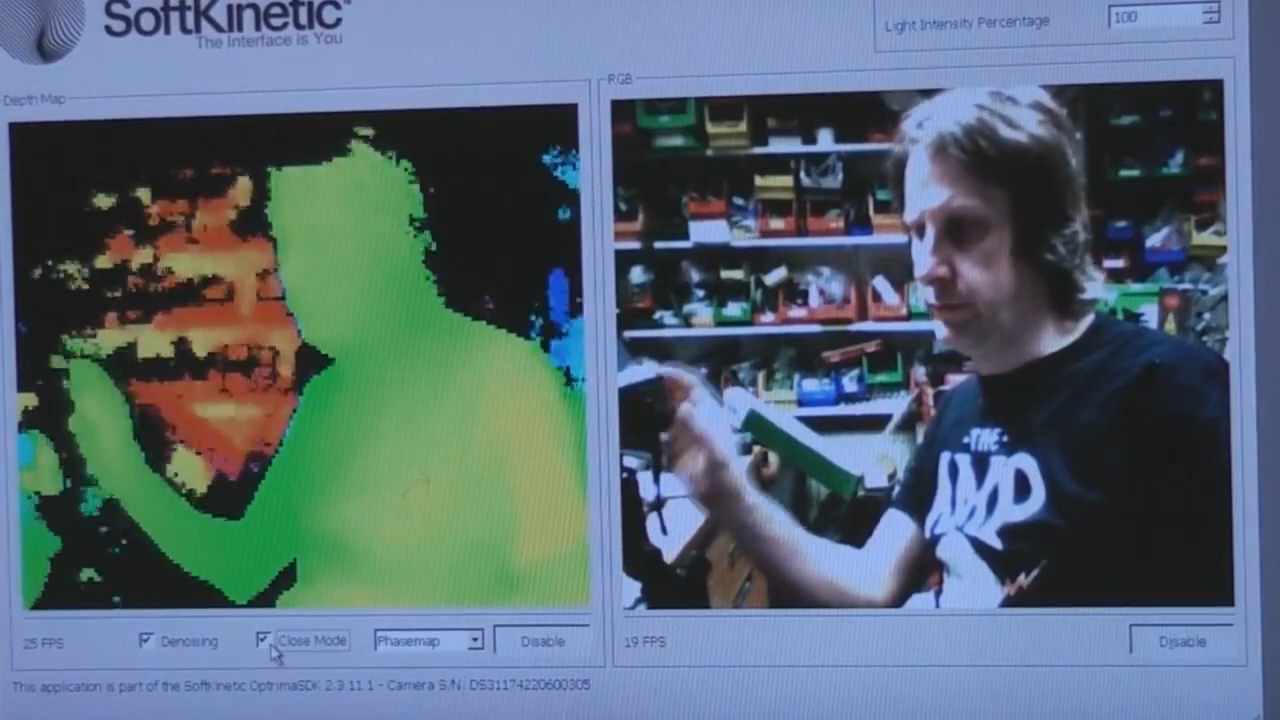 SoftKinetic™
The Interface is You
Light Intensity Percentage
100
Depth Map
RGB
-THE-
AMP
25 FPS
Denoising
Close Mode
Phasemap
Disable
19 FPS
Disable
This application is part of the SoftKinetic OptrimaSDK 2.3.11.1 - Camera S/N: DS31174220600305